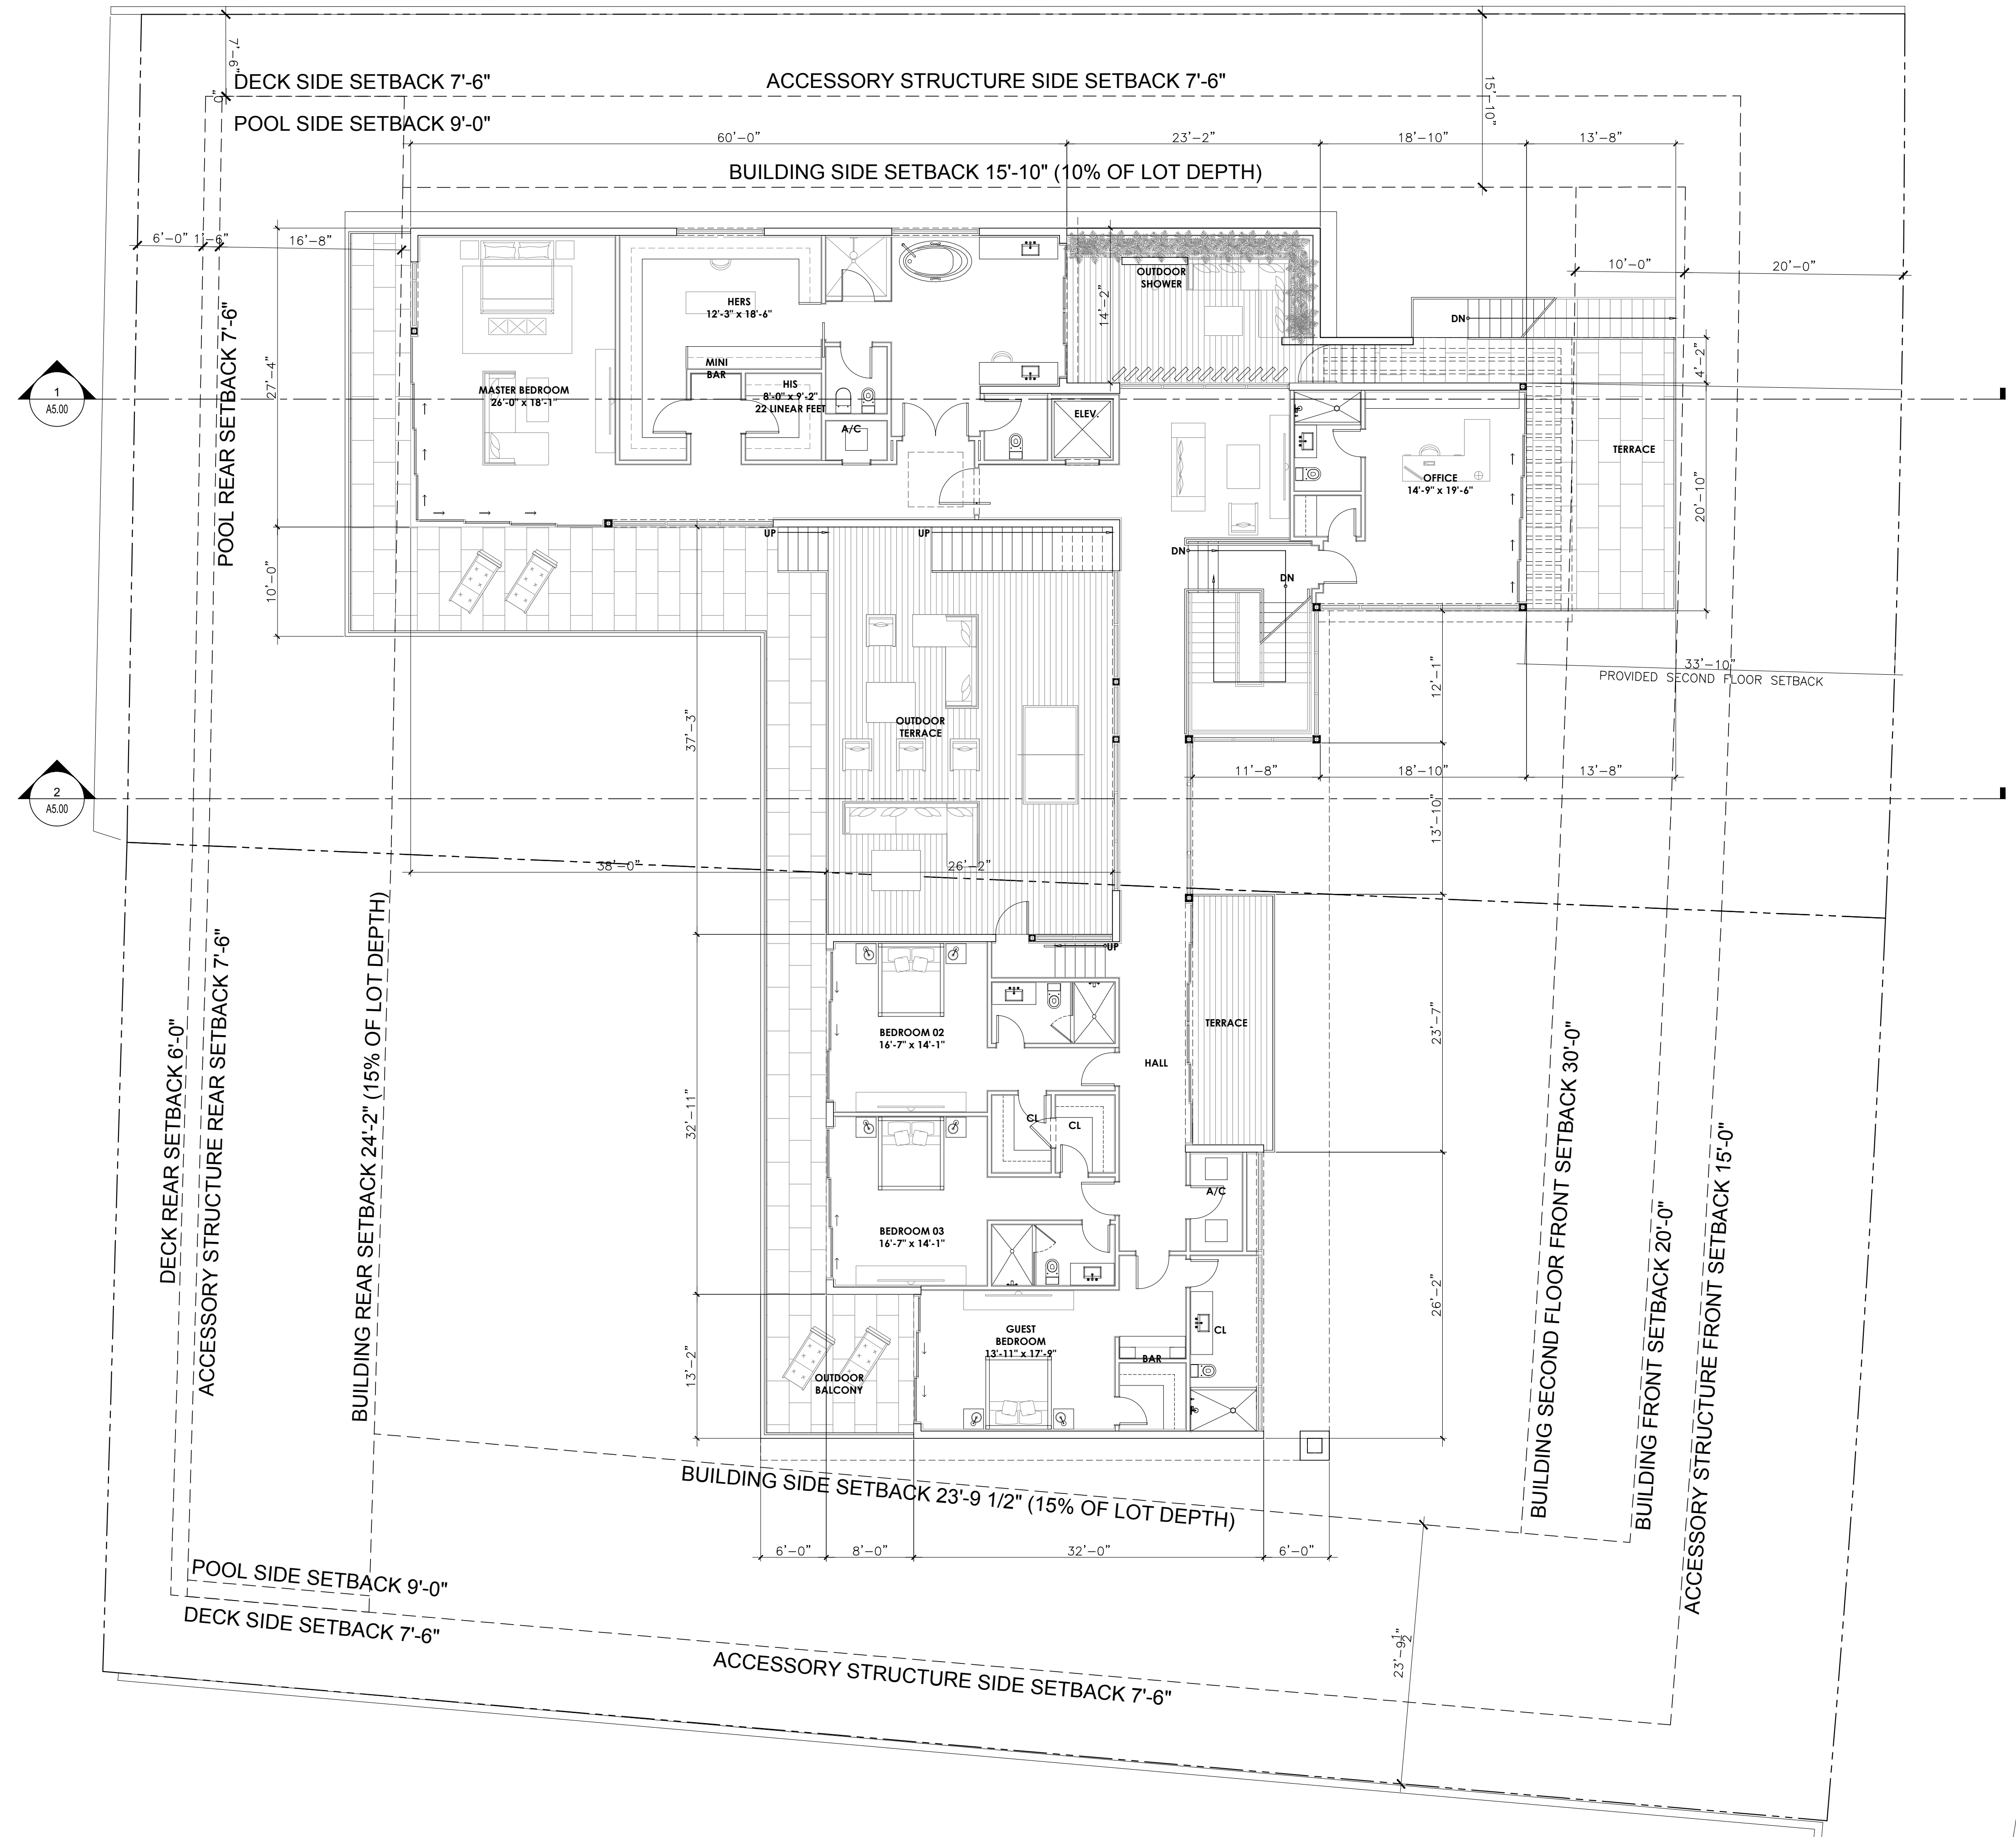 7'-6"
DECK SIDE SETBACK 7'-6"
ACCESSORY STRUCTURE SIDE SETBACK 7'-6"
15'-10"
POOL SIDE SETBACK 9'-0"
60'-0"
23'-2"
18'-10"
13'-8"
BUILDING SIDE SETBACK 15'-10" (10% OF LOT DEPTH)
6'-0"
1'-6"
16'-8"
10'-0"
20'-0"
OUTDOOR
SHOWER
14'-2"
HERS
12'-3" x 18'-6"
DN
POOL REAR SETBACK 7'-6"
27'-4"
4'-2"
MINI
BAR
MASTER BEDROOM
26'-0" x 18'-1"
HIS
8'-0" x 9'-2"
22 LINEAR FEET
1
A5.00
A/C
ELEV.
TERRACE
OFFICE
14'-9" x 19'-6"
20'-10"
UP
UP
DN
DN
10'-0"
33'-10"
PROVIDED SECOND FLOOR SETBACK
12'-1"
37'-3"
OUTDOOR
TERRACE
11'-8"
18'-10"
13'-8"
2
A5.00
13'-10"
38'-0"
26'-2"
UP
BEDROOM 02
16'-7" x 14'-1"
TERRACE
HALL
23'-7"
32'-11"
CL
CL
A/C
BEDROOM 03
16'-7" x 14'-1"
DECK REAR SETBACK 6'-0"
ACCESSORY STRUCTURE REAR SETBACK 7'-6"
BUILDING REAR SETBACK 24'-2" (15% OF LOT DEPTH)
BUILDING SECOND FLOOR FRONT SETBACK 30'-0"
BUILDING FRONT SETBACK 20'-0"
ACCESSORY STRUCTURE FRONT SETBACK 15'-0"
26'-2"
GUEST
BEDROOM
13'-11" x 17'-9"
CL
BAR
13'-2"
OUTDOOR
BALCONY
BUILDING SIDE SETBACK 23'-9 1/2" (15% OF LOT DEPTH)
6'-0"
8'-0"
32'-0"
6'-0"
POOL SIDE SETBACK 9'-0"
DECK SIDE SETBACK 7'-6"
23'-9 1/2"
ACCESSORY STRUCTURE SIDE SETBACK 7'-6"